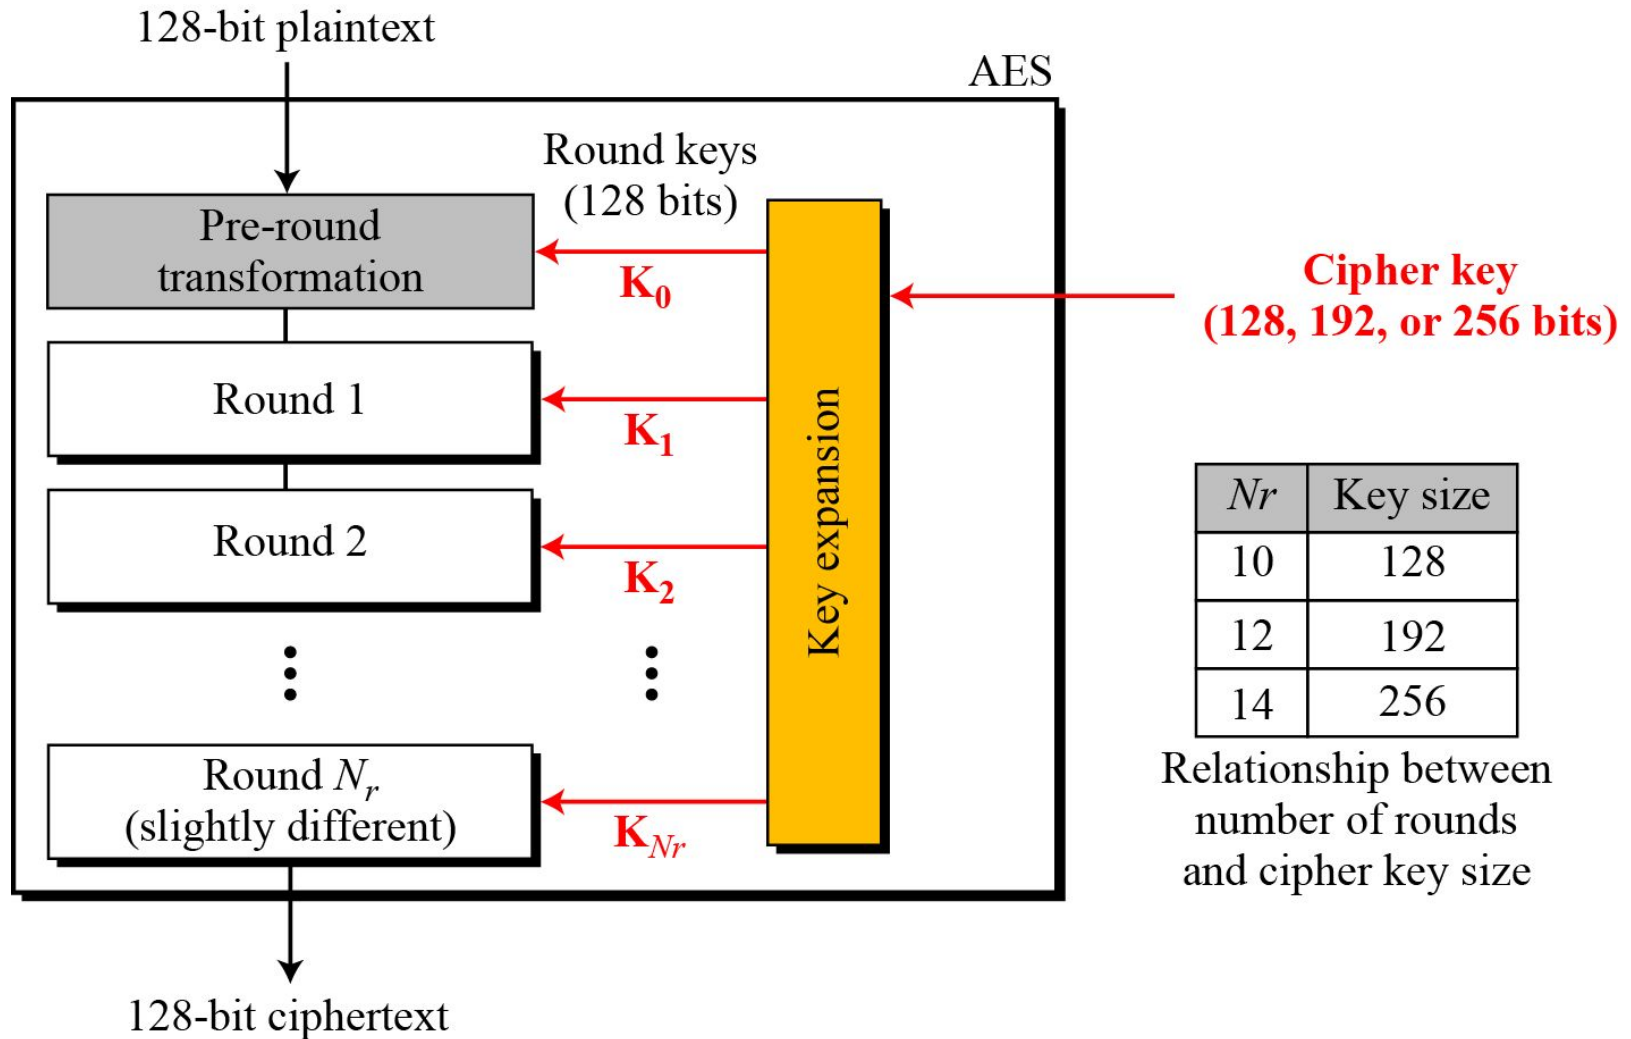 128-bit plaintext
AES
Round keys
(128 bits)
Pre-round
transformation
K0
Cipher key
(128, 192, or 256 bits)
Round 1
K1
Round 2
K2
Key expansion
Round Nr
(slightly different)
KNr
128-bit ciphertext
Nr Key size
10 128
12 192
14 256
Relationship between
number of rounds
and cipher key size